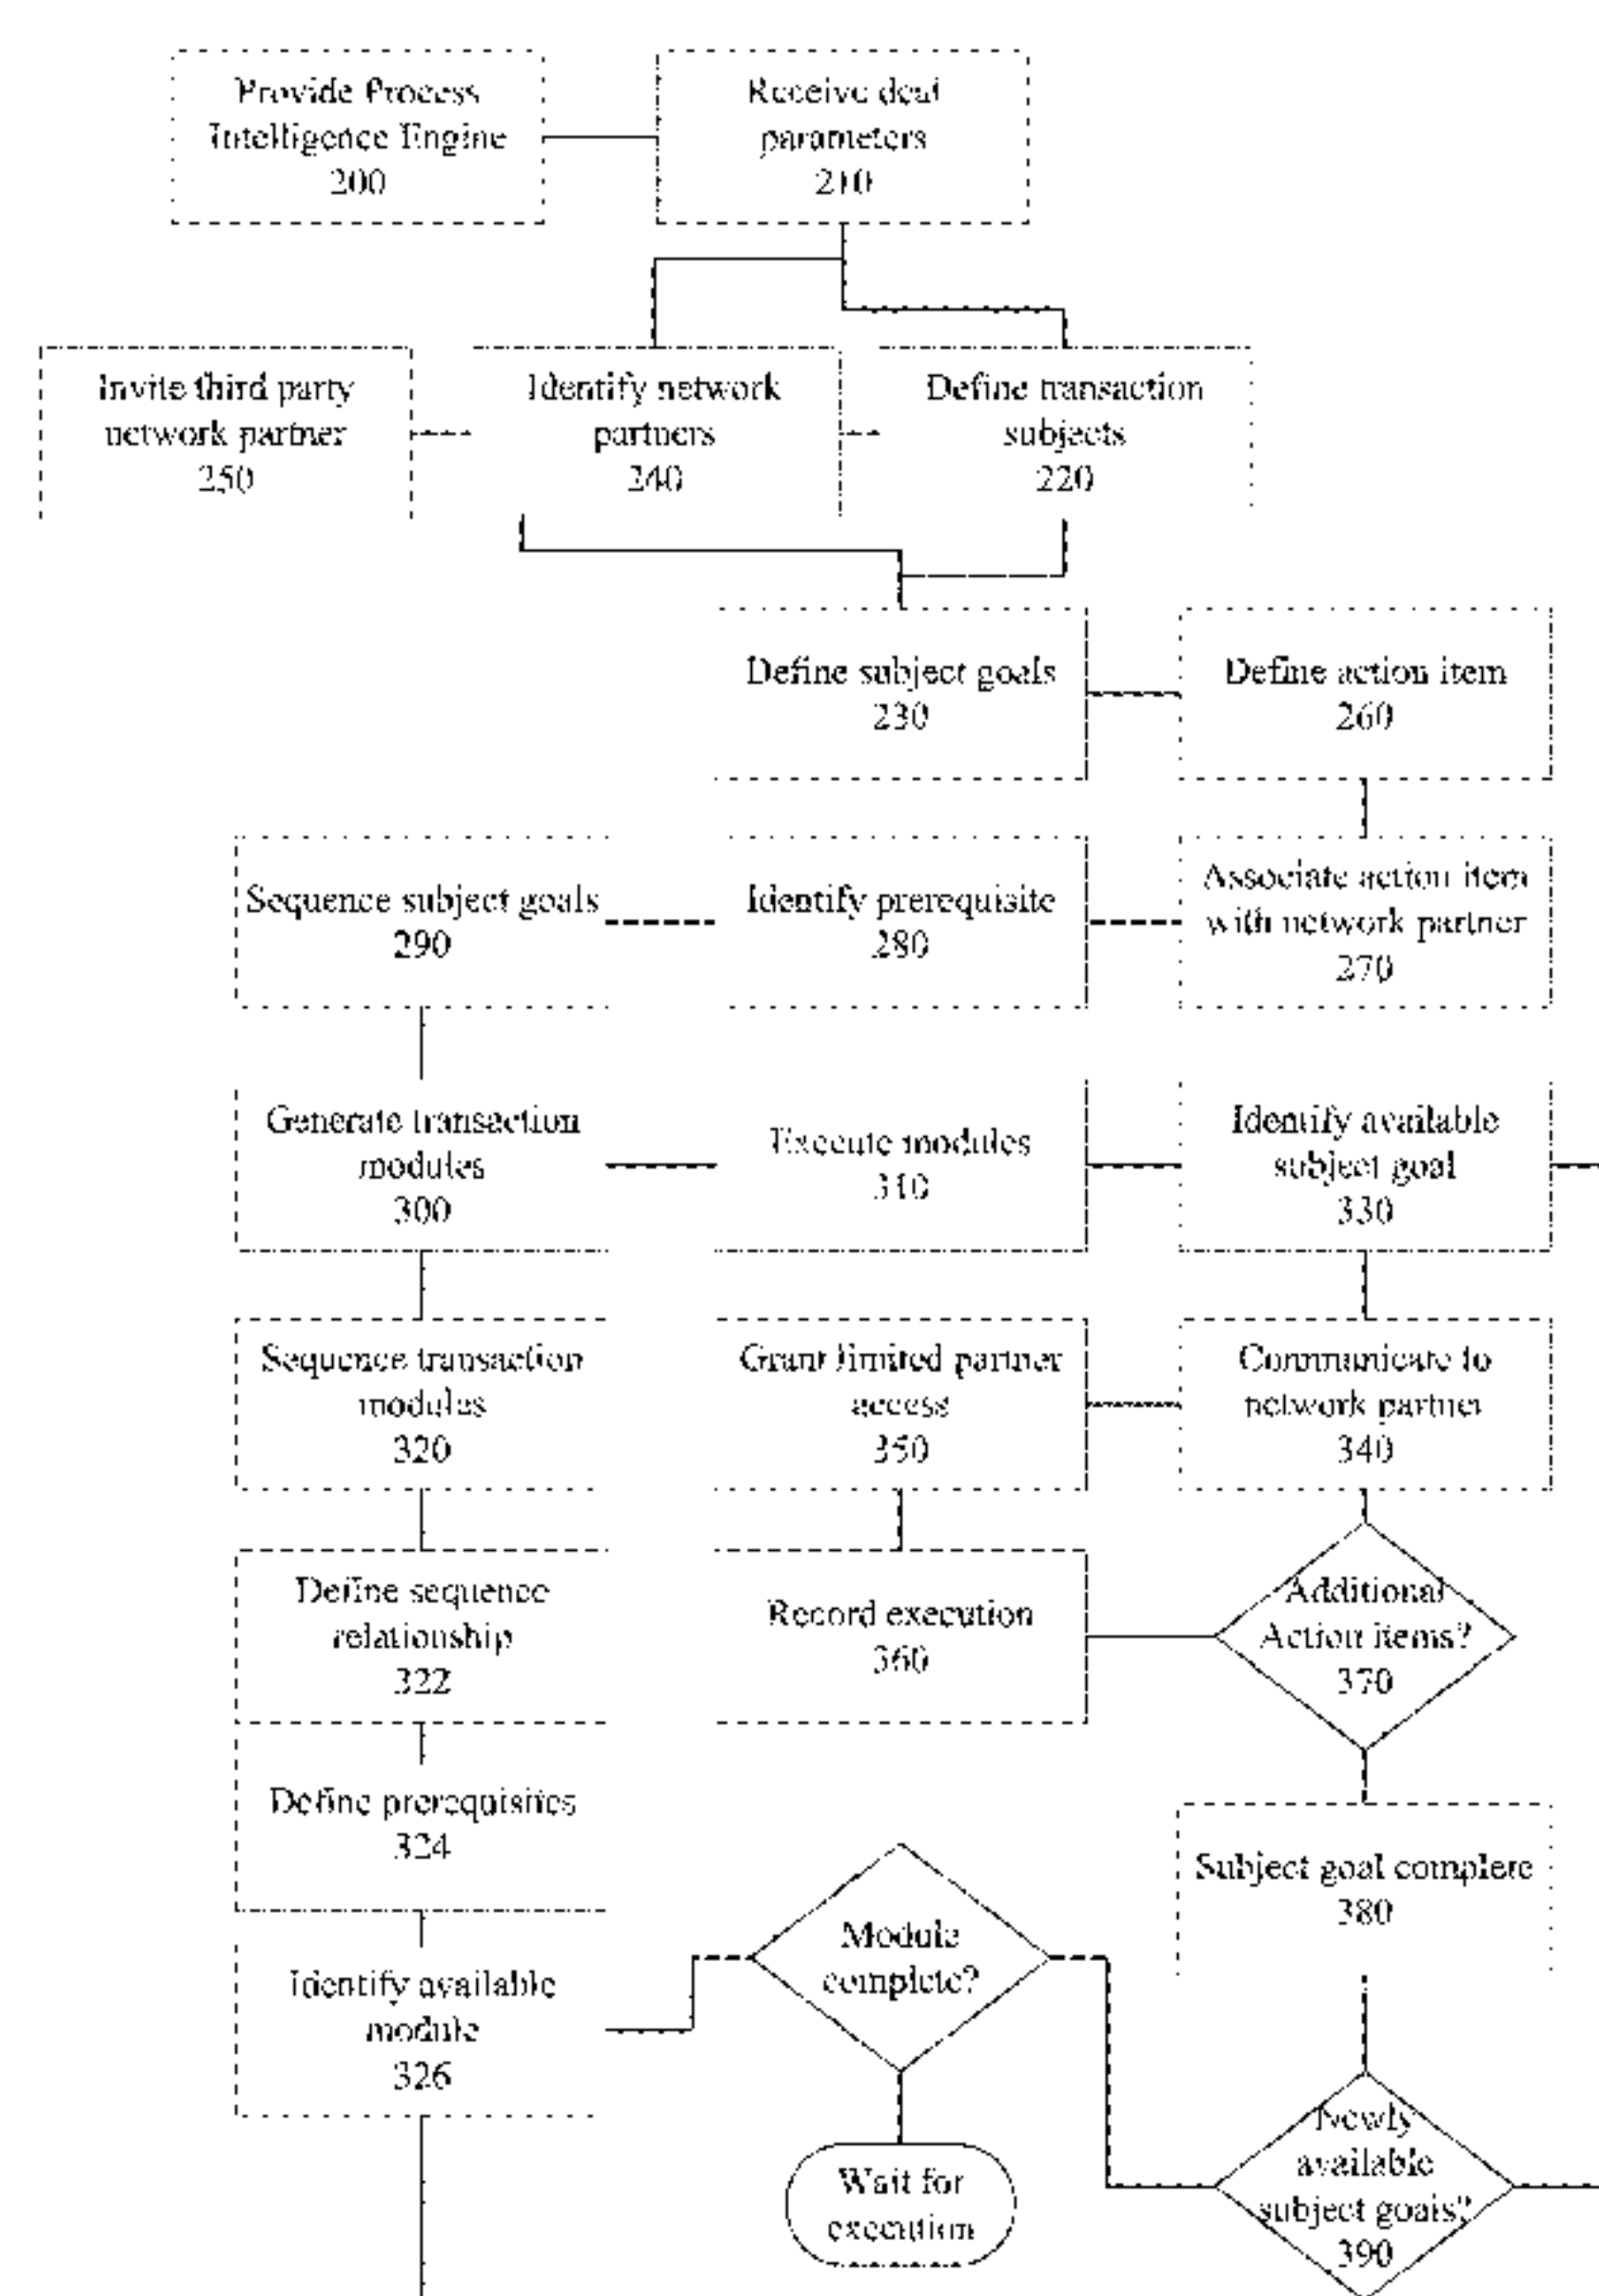 Provide Process
Intelligence Engine
200
Receive deal
parameters
210
Invite third party
network partner
250
Identify network
partners
240
Define transaction
subjects
220
Define subject goals
230
Define action item
260
Sequence subject goals
290
Identify prerequisite
280
Associate action item
with network partner
270
Generate transaction
modules
300
Execute modules
310
Identify available
subject goal
330
Sequence transaction
modules
320
Grant limited partner
access
350
Communicate to
network partner
340
Define sequence
relationship
322
Record execution
360
Additional
Action items?
370
Define prerequisites
324
Subject goal complete
380
Module
complete?
Identify available
module
326
Wait for
execution
Newly
available
subject goals?
390